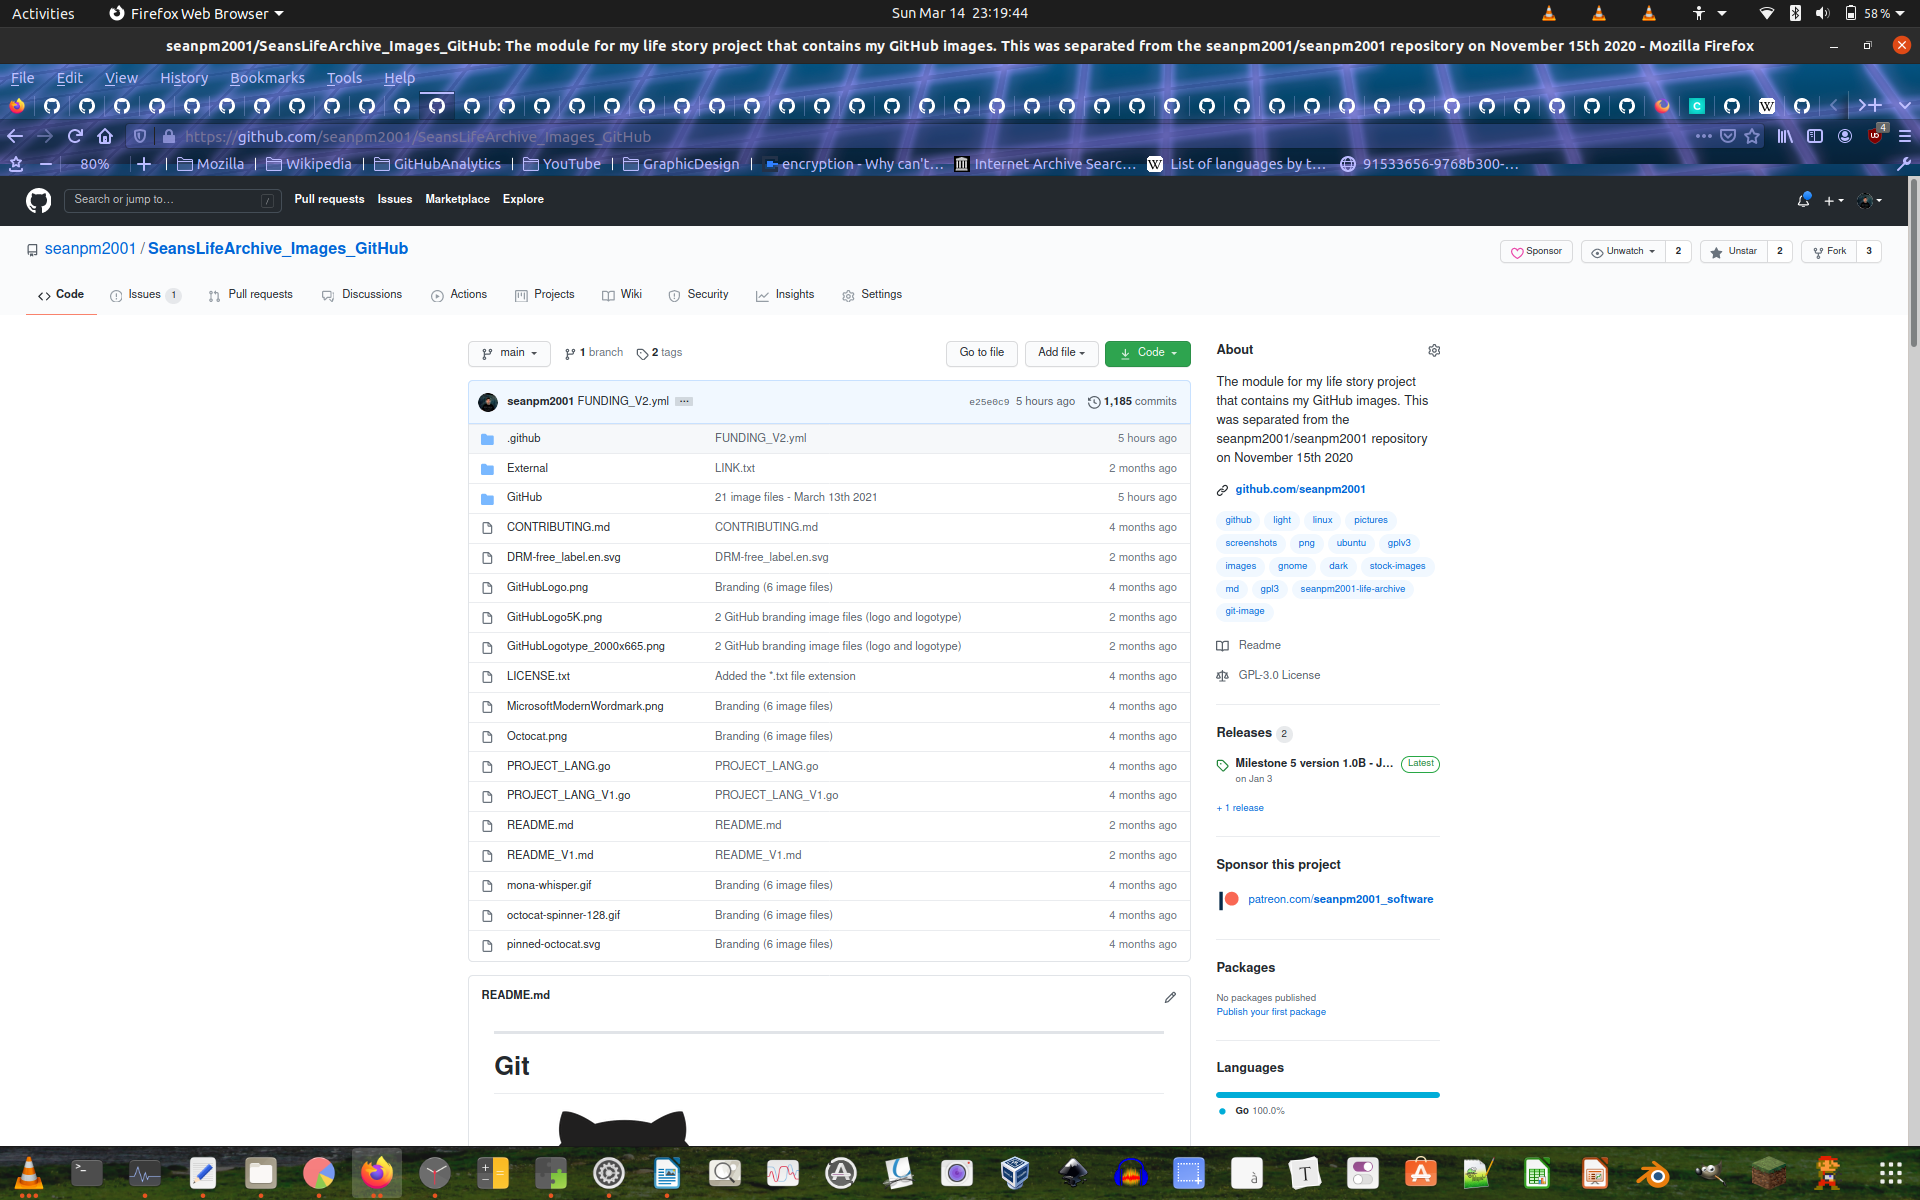 Activities
Firefox Web Browser
Sun Mar 14 23:19:44
58 %
seanpm2001/SeansLifeArchive_Images_GitHub: The module for my life story project that contains my GitHub images. This was separated from the seanpm2001/seanpm2001 repository on November 15th 2020 - Mozilla Firefox
File Edit View History Bookmarks Tools Help
https://github.com/seanpm2001/SeansLifeArchive_Images_GitHub
4
80%
Mozilla
Wikipedia
GitHubAnalytics
YouTube
GraphicDesign
encryption - Why can't…
Internet Archive Searc…
List of languages by t…
91533656-9768b300-…
Search or jump to…
/
Pull requests Issues Marketplace Explore
seanpm2001 / SeansLifeArchive_Images_GitHub
Sponsor
Unwatch 2
Unstar 2
Fork 3
Code
Issues 1
Pull requests
Discussions
Actions
Projects
Wiki
Security
Insights
Settings
main
1 branch
2 tags
Go to file
Add file
Code
seanpm2001 FUNDING_V2.yml
e25e0c9 5 hours ago
1,185 commits
.github FUNDING_V2.yml 5 hours ago
External LINK.txt 2 months ago
GitHub 21 image files - March 13th 2021 5 hours ago
CONTRIBUTING.md CONTRIBUTING.md 4 months ago
DRM-free_label.en.svg DRM-free_label.en.svg 2 months ago
GitHubLogo.png Branding (6 image files) 4 months ago
GitHubLogo5K.png 2 GitHub branding image files (logo and logotype) 2 months ago
GitHubLogotype_2000x665.png 2 GitHub branding image files (logo and logotype) 2 months ago
LICENSE.txt Added the *.txt file extension 4 months ago
MicrosoftModernWordmark.png Branding (6 image files) 4 months ago
Octocat.png Branding (6 image files) 4 months ago
PROJECT_LANG.go PROJECT_LANG.go 4 months ago
PROJECT_LANG_V1.go PROJECT_LANG_V1.go 4 months ago
README.md README.md 2 months ago
README_V1.md README_V1.md 2 months ago
mona-whisper.gif Branding (6 image files) 4 months ago
octocat-spinner-128.gif Branding (6 image files) 4 months ago
pinned-octocat.svg Branding (6 image files) 4 months ago
README.md
Git
About
The module for my life story project
that contains my GitHub images. This
was separated from the
seanpm2001/seanpm2001 repository
on November 15th 2020
github.com/seanpm2001
github light linux pictures
screenshots png ubuntu gplv3
images gnome dark stock-images
md gpl3 seanpm2001-life-archive
git-image
Readme
GPL-3.0 License
Releases 2
Milestone 5 version 1.0B - J… Latest
on Jan 3
+ 1 release
Sponsor this project
patreon.com/seanpm2001_software
Packages
No packages published
Publish your first package
Languages
Go 100.0%